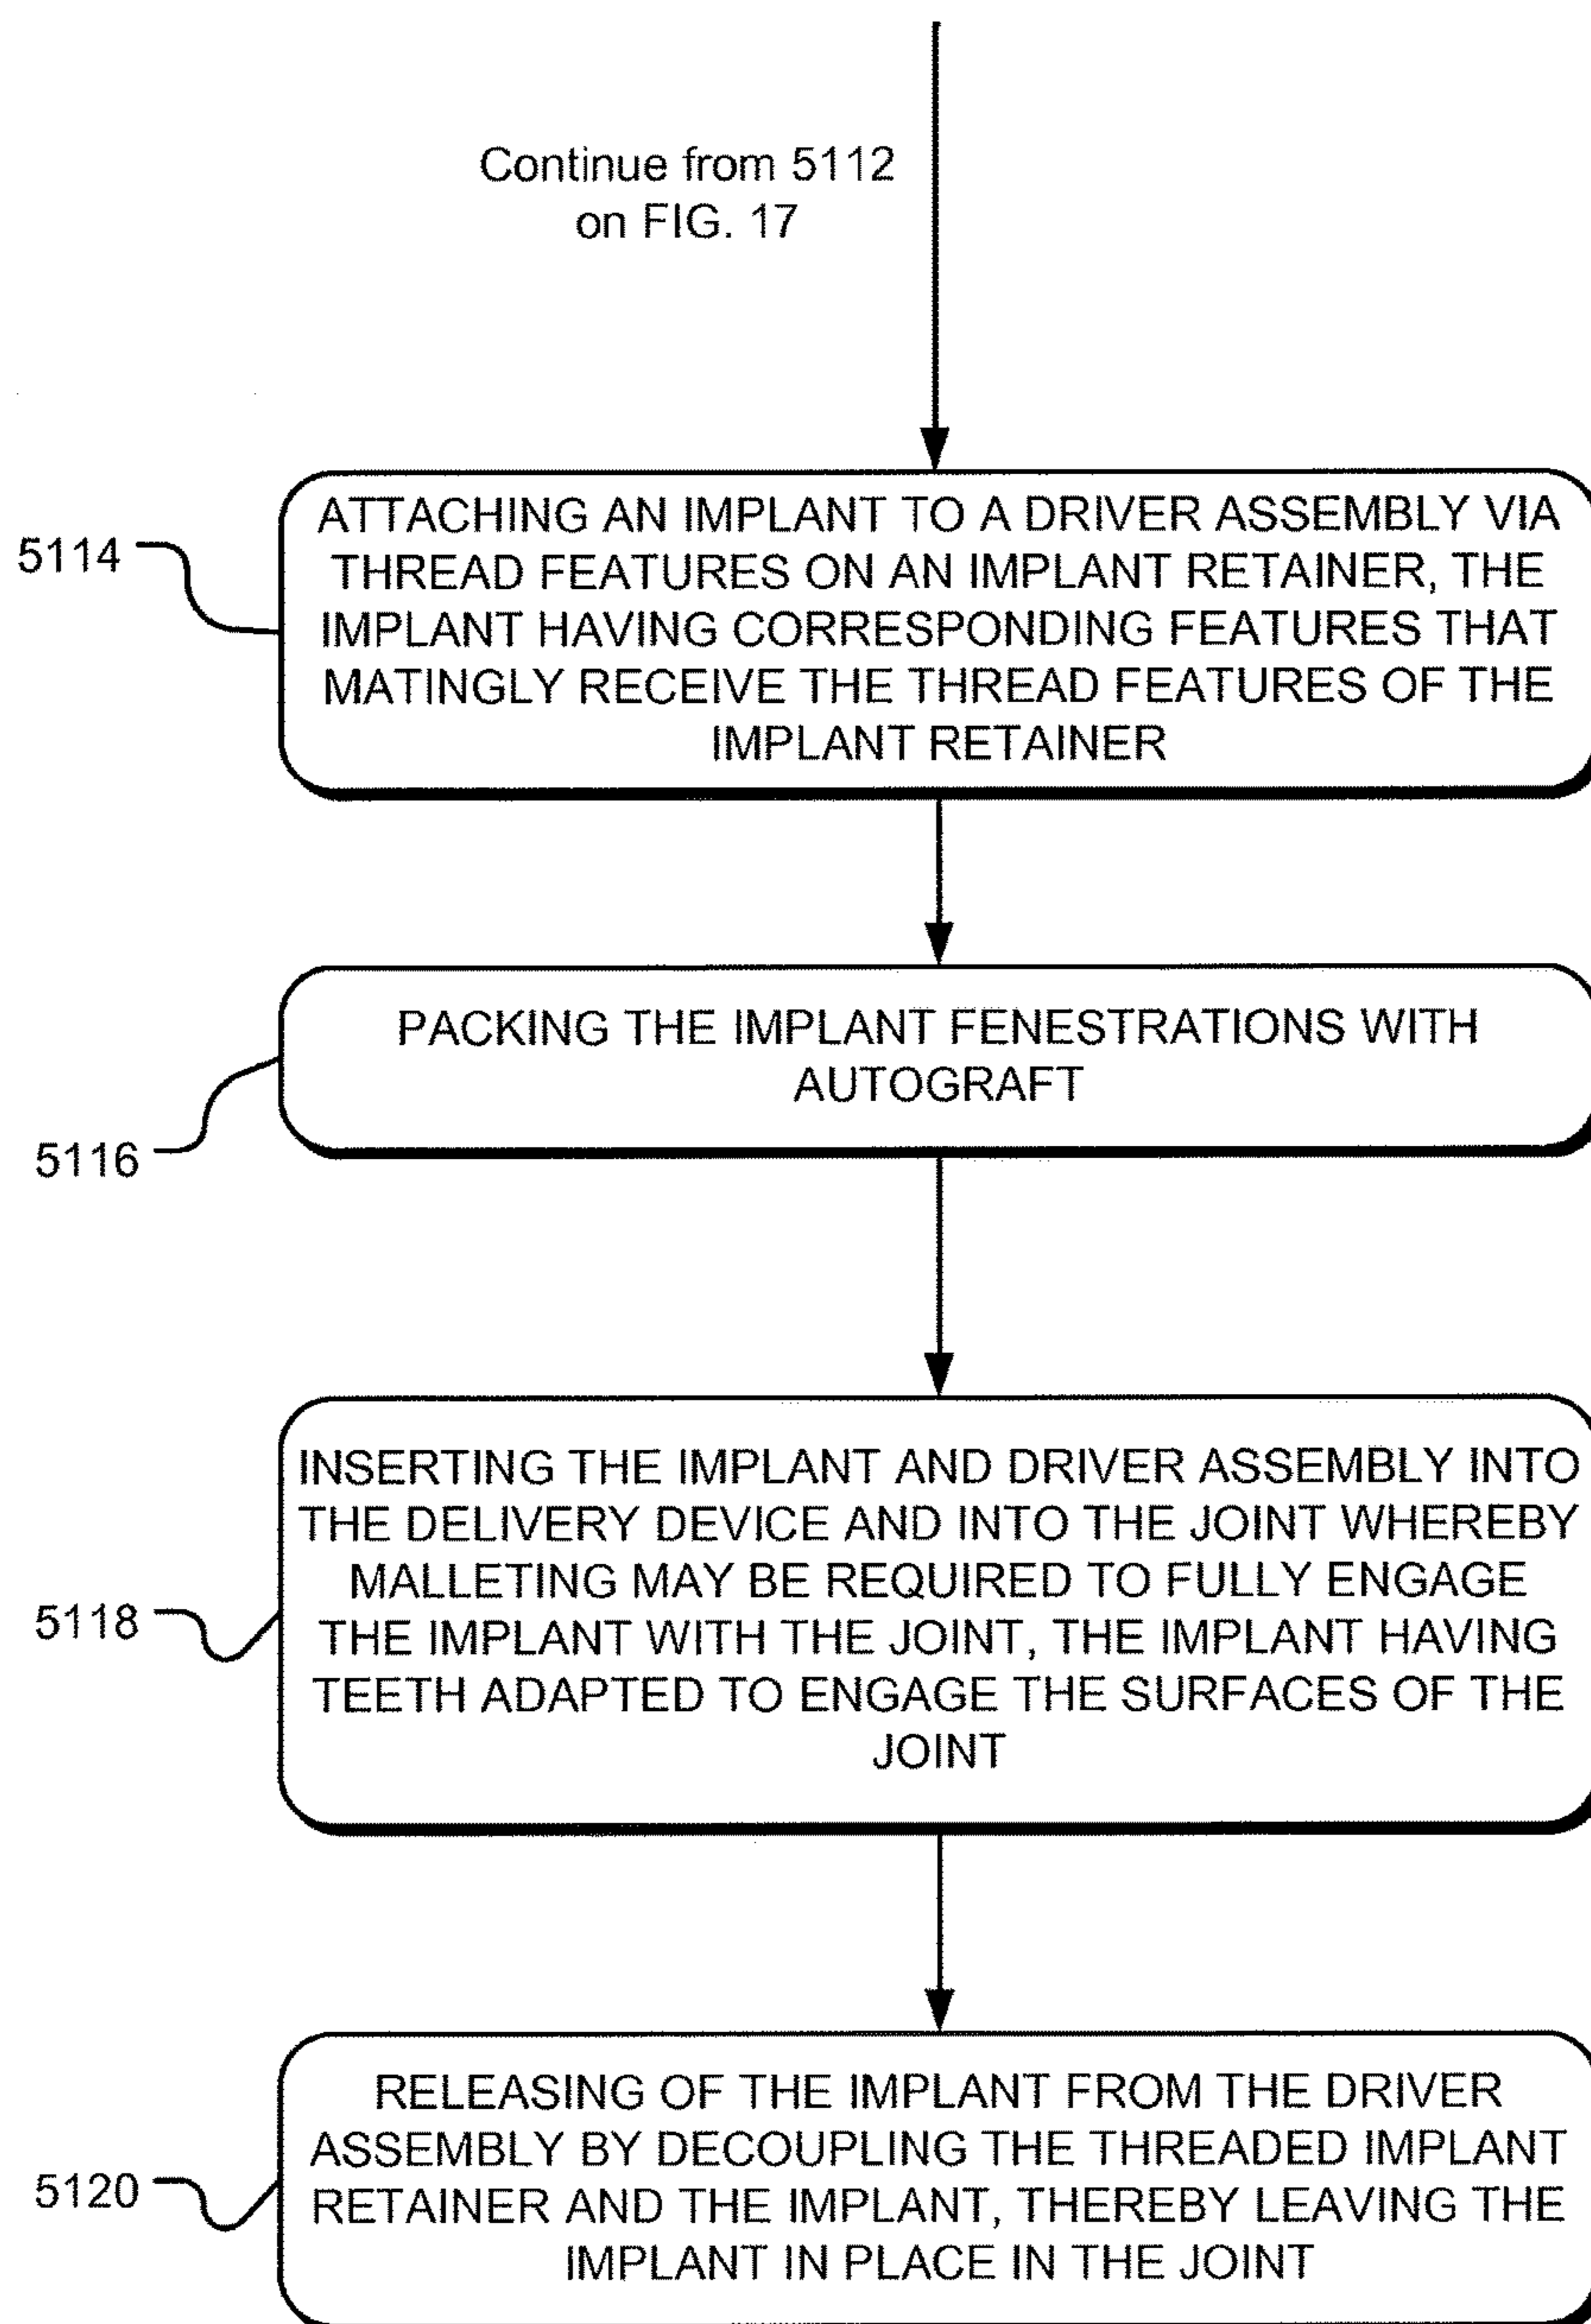 Continue from 5112
on FIG. 17
5114
ATTACHING AN IMPLANT TO A DRIVER ASSEMBLY VIA
THREAD FEATURES ON AN IMPLANT RETAINER, THE
IMPLANT HAVING CORRESPONDING FEATURES THAT
MATINGLY RECEIVE THE THREAD FEATURES OF THE
IMPLANT RETAINER
5116
PACKING THE IMPLANT FENESTRATIONS WITH
AUTOGRAFT
5118
INSERTING THE IMPLANT AND DRIVER ASSEMBLY INTO
THE DELIVERY DEVICE AND INTO THE JOINT WHEREBY
MALLETING MAY BE REQUIRED TO FULLY ENGAGE
THE IMPLANT WITH THE JOINT, THE IMPLANT HAVING
TEETH ADAPTED TO ENGAGE THE SURFACES OF THE
JOINT
5120
RELEASING OF THE IMPLANT FROM THE DRIVER
ASSEMBLY BY DECOUPLING THE THREADED IMPLANT
RETAINER AND THE IMPLANT, THEREBY LEAVING THE
IMPLANT IN PLACE IN THE JOINT